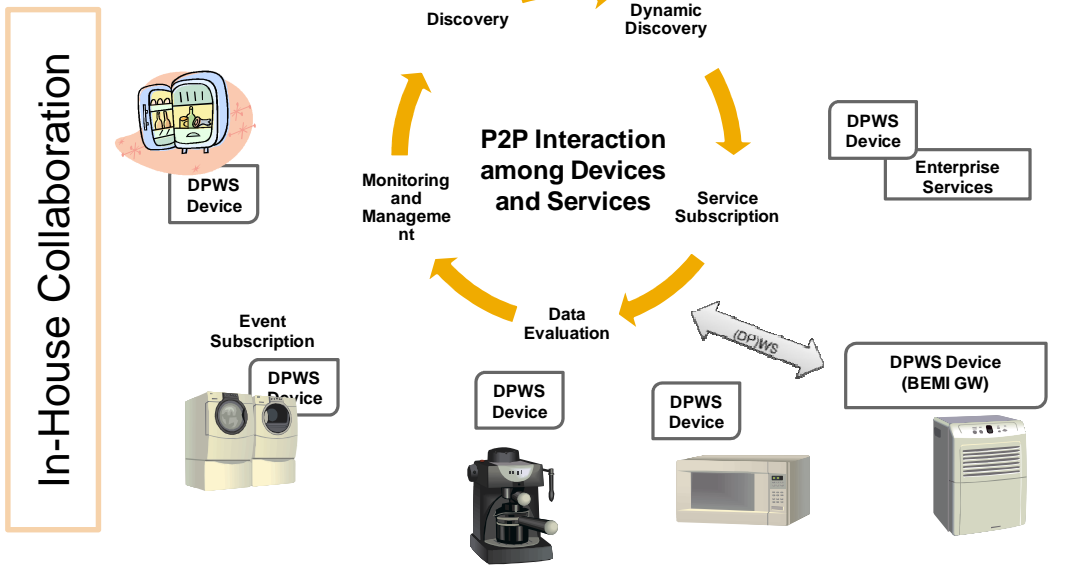 In-House Collaboration
Discovery
Dynamic
Discovery
P2P Interaction
among Devices
and Services
DPWS
Device
Enterprise
Services
DPWS
Device
Monitoring
and
Manageme
nt
Service
Subscription
Data
Evaluation
Event
Subscription
(DP)WS
DPWS Device
(BEMI GW)
DPWS
Device
DPWS
Device
DPWS
Device